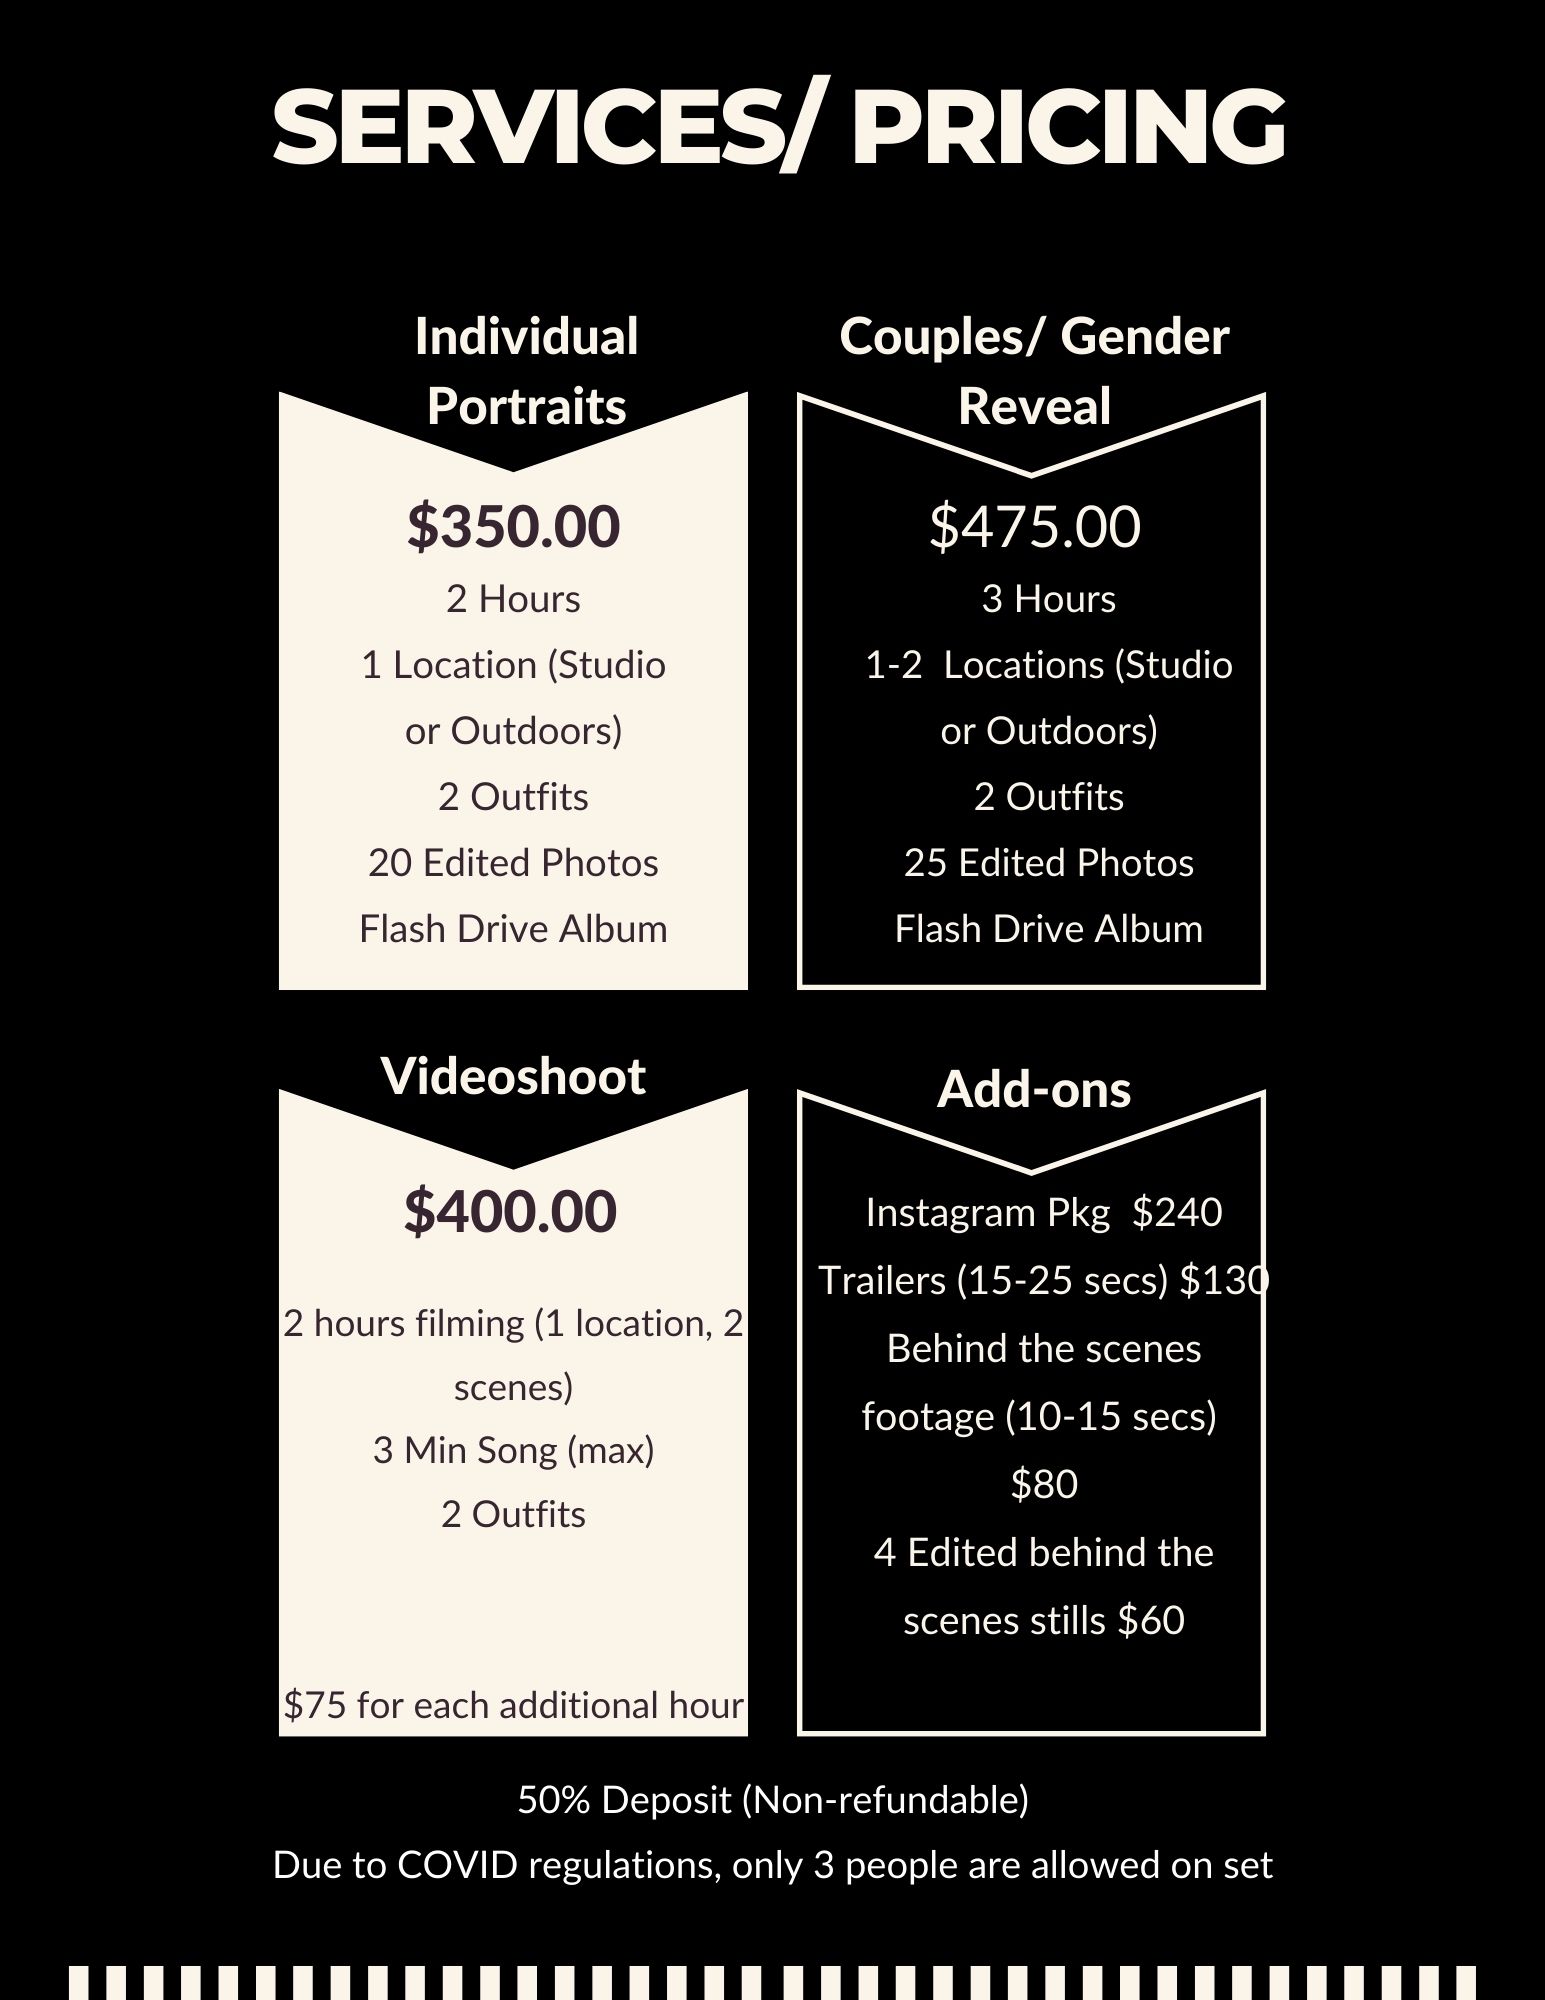 SERVICES/ PRICING
Individual
Portraits
$350.00
2 Hours
1 Location (Studio
or Outdoors)
2 Outfits
20 Edited Photos
Flash Drive Album
Couples/ Gender
Reveal
$475.00
3 Hours
1-2  Locations (Studio
or Outdoors)
2 Outfits
25 Edited Photos
Flash Drive Album
Videoshoot
$400.00
2 hours filming (1 location, 2
scenes)
3 Min Song (max)
2 Outfits
$75 for each additional hour
Add-ons
Instagram Pkg  $240
Trailers (15-25 secs) $130
Behind the scenes
footage (10-15 secs)
$80
4 Edited behind the
scenes stills $60
50% Deposit (Non-refundable)
Due to COVID regulations, only 3 people are allowed on set